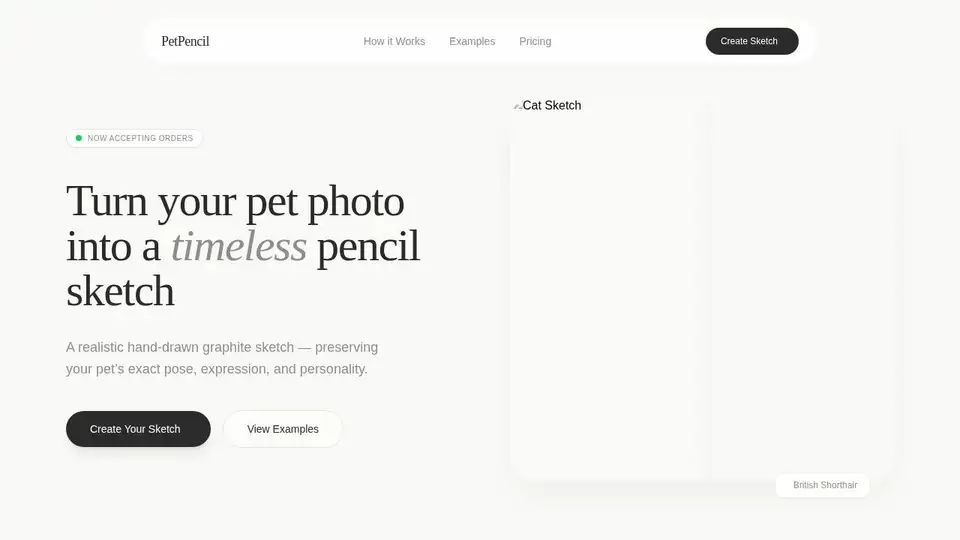 PetPencil
How it Works
Examples
Pricing
Create Sketch
NOW ACCEPTING ORDERS
Turn your pet photo
into a timeless pencil
sketch
A realistic hand-drawn graphite sketch — preserving
your pet's exact pose, expression, and personality.
Create Your Sketch
View Examples
Cat Sketch
British Shorthair